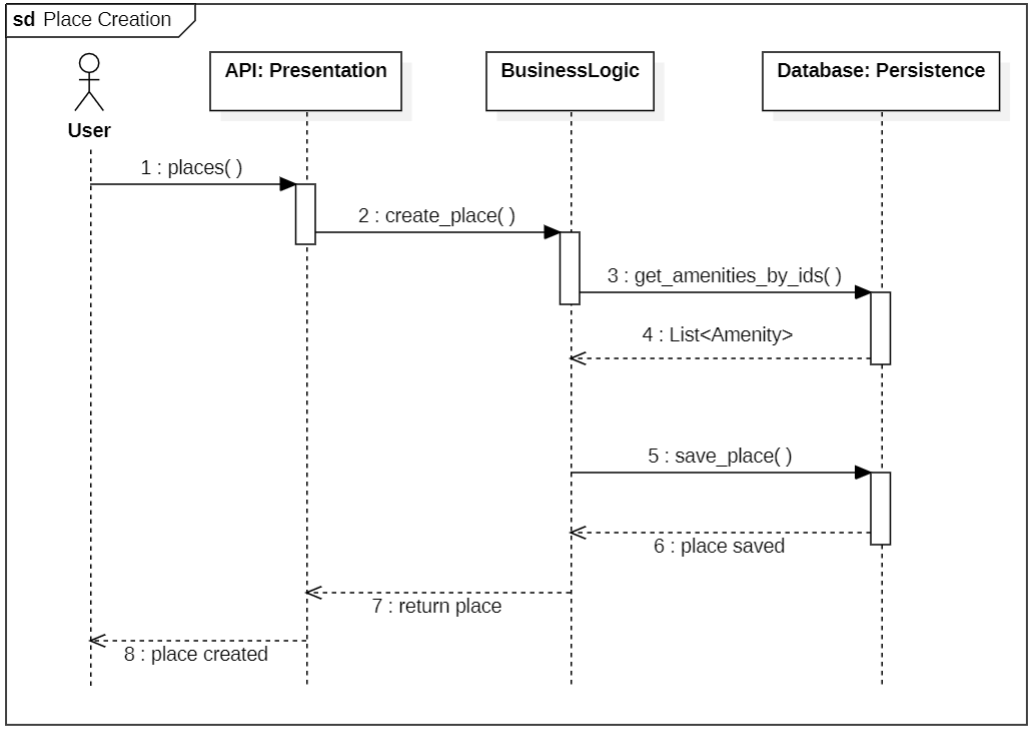 sd Place Creation
User
API: Presentation
BusinessLogic
Database: Persistence
1 : places( )
2 : create_place( )
3 : get_amenities_by_ids( )
4 : List<Amenity>
5 : save_place( )
6 : place saved
7 : return place
8 : place created